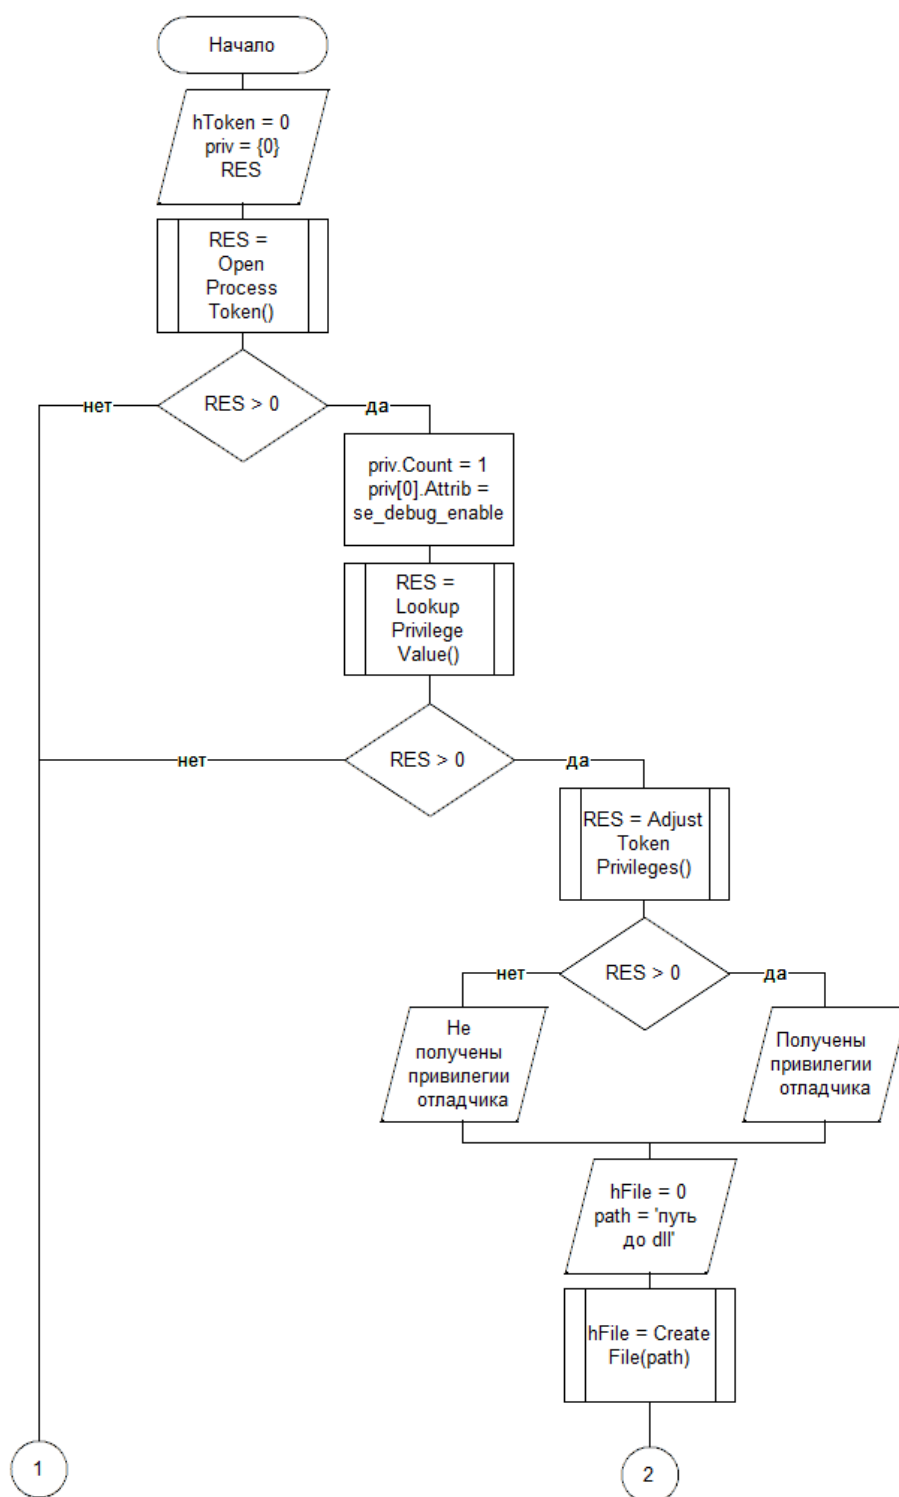 Начало
hToken = 0
priv = {0}
RES
RES =
Open
Process
Token()
RES > 0
нет
да
priv.Count = 1
priv[0].Attrib =
se_debug_enable
RES =
Lookup
Privilege
Value()
RES > 0
нет
да
RES = Adjust
Token
Privileges()
RES > 0
нет
да
Не
получены
привилегии
отладчика
Получены
привилегии
отладчика
hFile = 0
path = 'путь
до dll'
hFile = Create
File(path)
1
2